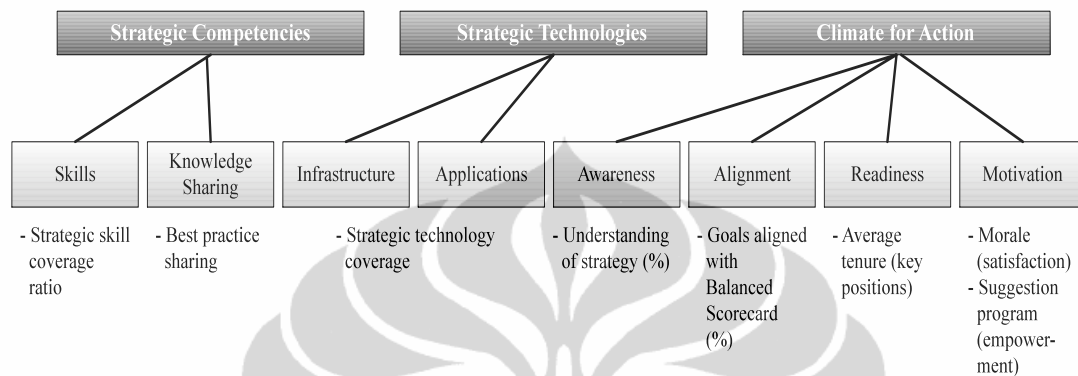 Strategic Competencies
Strategic Technologies
Climate for Action
Skills
Knowledge
Sharing
Infrastructure
Applications
Awareness
Alignment
Readiness
Motivation
- Strategic skill
coverage
ratio
- Best practice
sharing
- Strategic technology
coverage
- Understanding
of strategy (%)
- Goals aligned
with
Balanced
Scorecard
(%)
- Average
tenure (key
positions)
- Morale
(satisfaction)
- Suggestion
program
(empower-
ment)